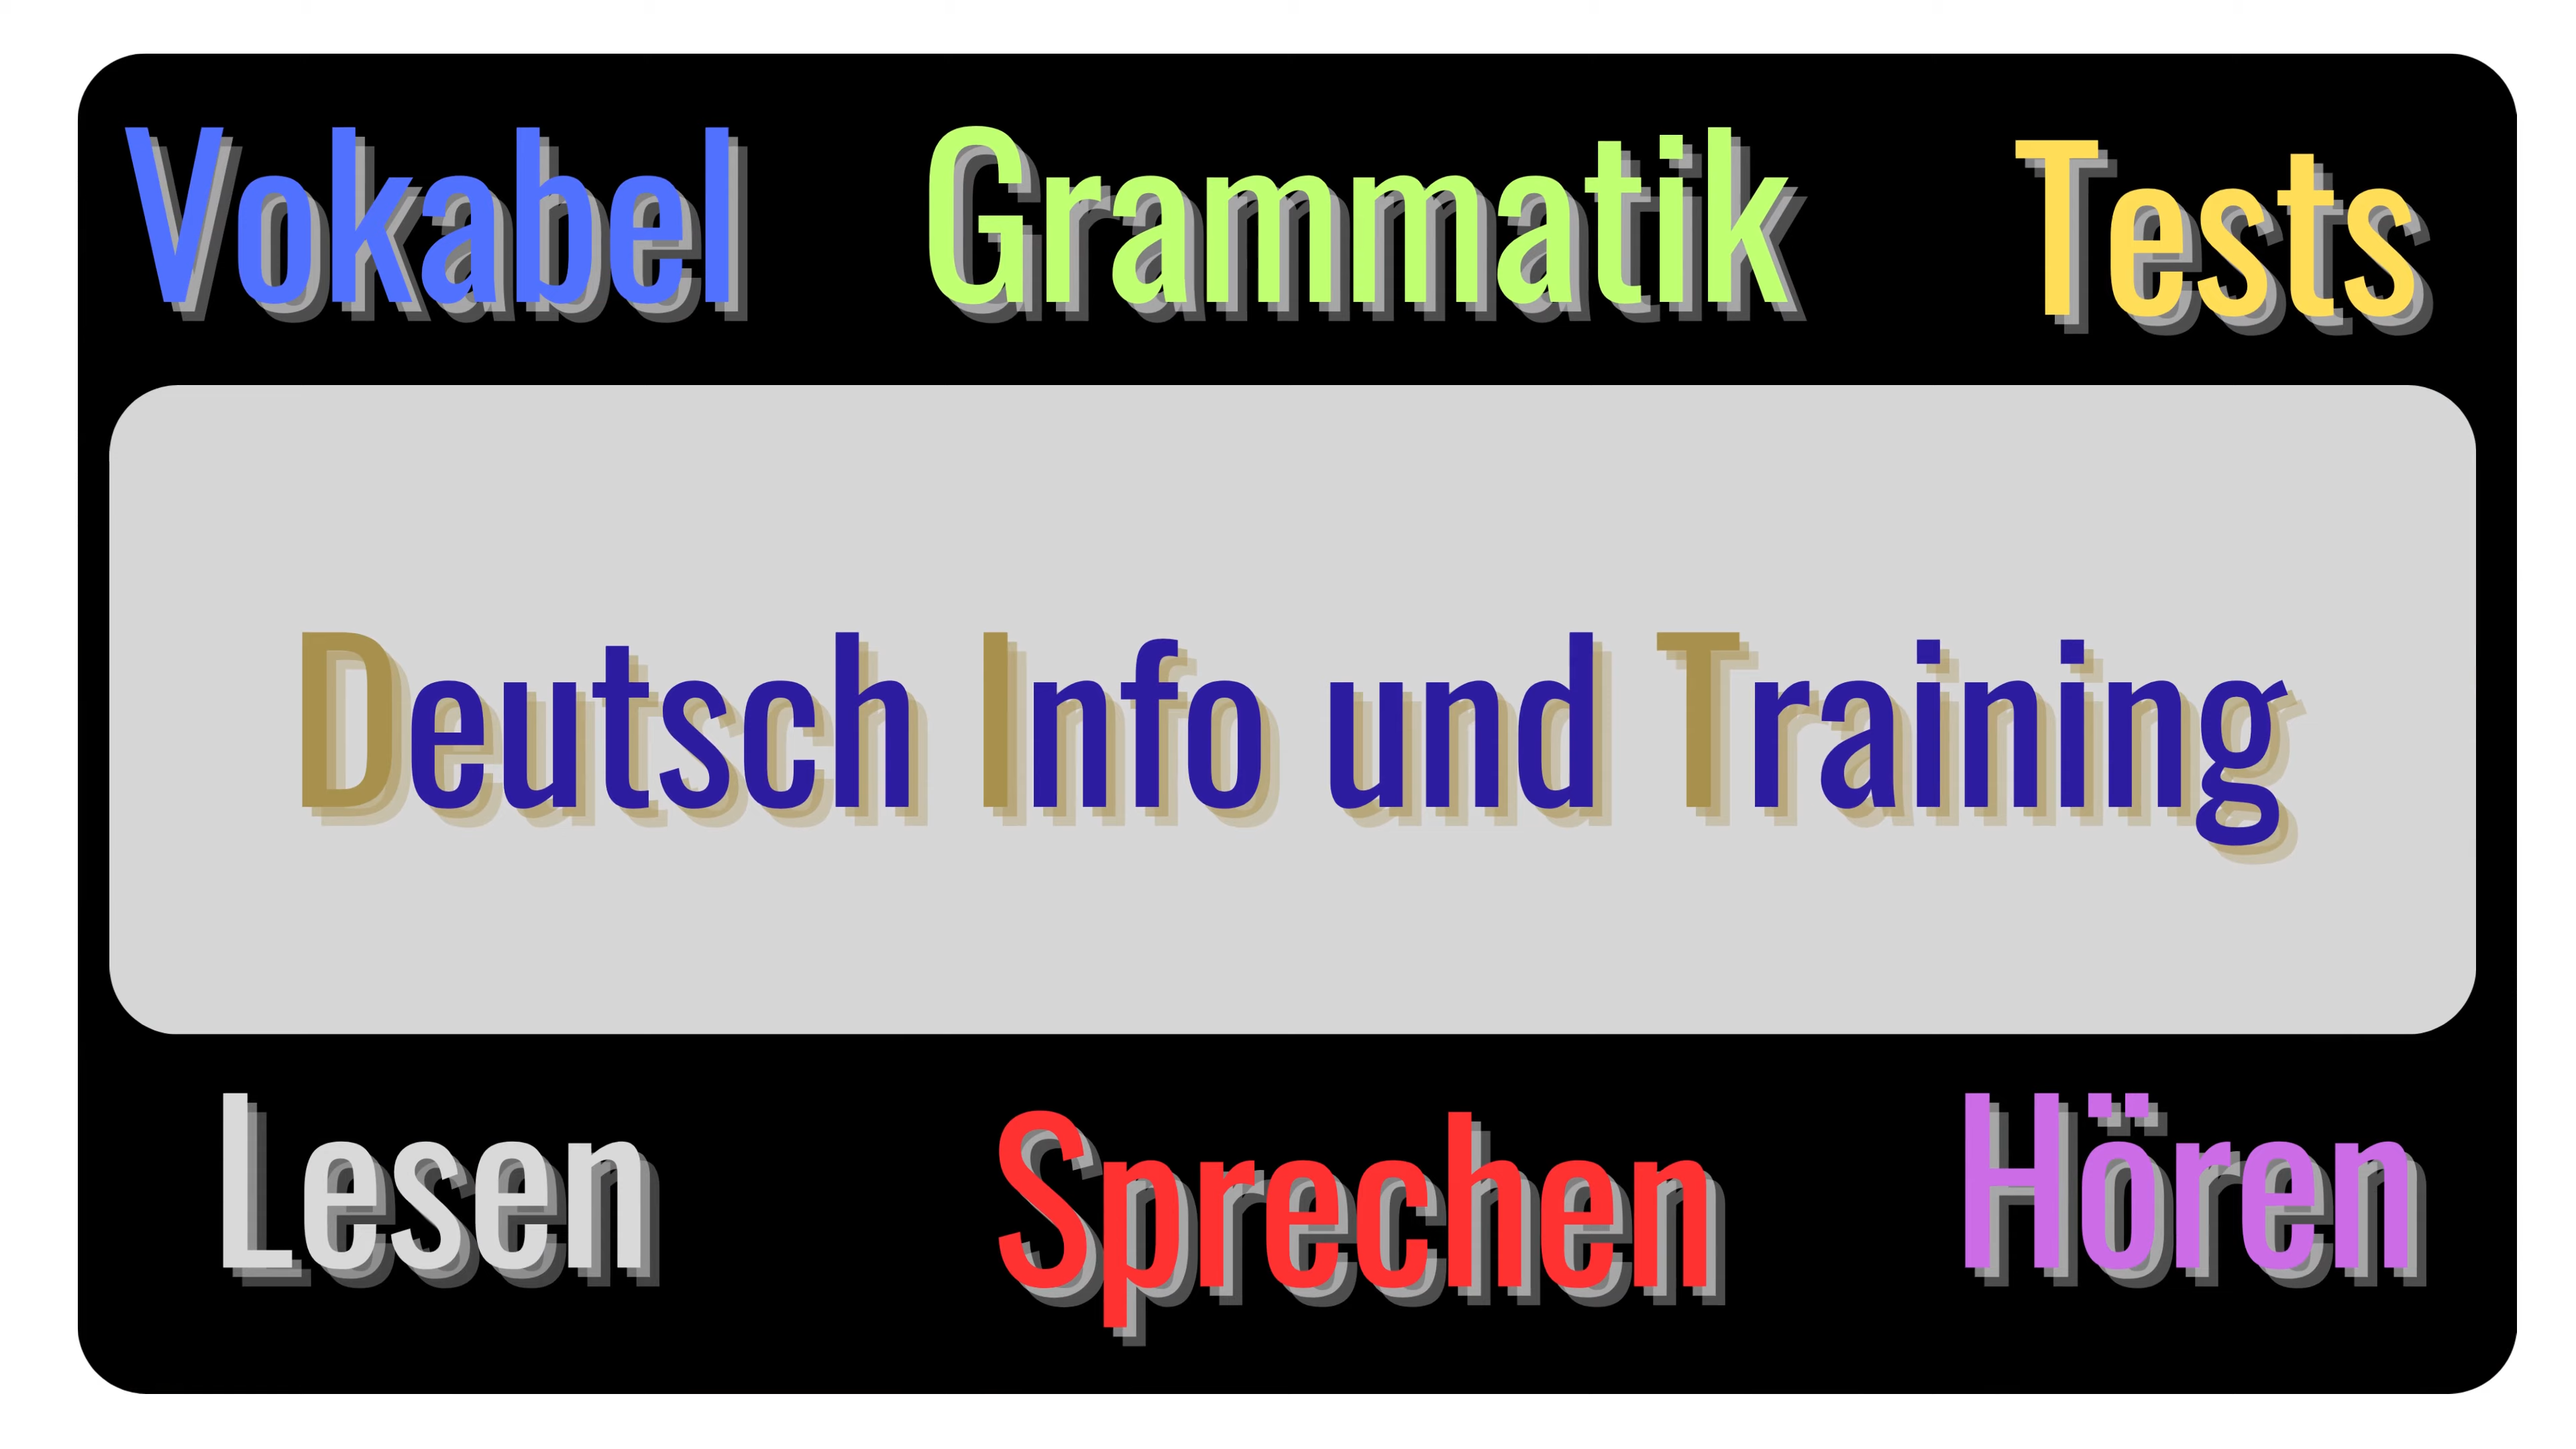 Vokabel Grammatik Tests
Deutsch Info und Training
Lesen Sprechen Hören